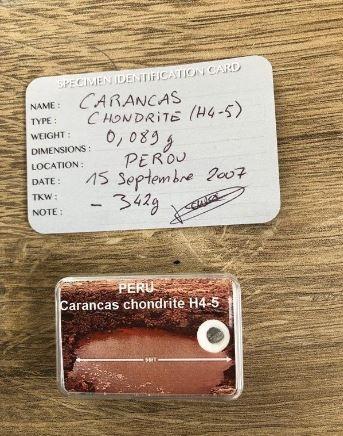 SPECIMEN IDENTIFICATION CARD
NAME: CARANCAS
TYPE: CHONDRITE (H4-5)
WEIGHT: 0,089 g
DIMENSIONS:
LOCATION: PEROU
DATE: 15 Septembre 2007
TKW: - 342g
NOTE:
PERU
Carancas chondrite H4-5